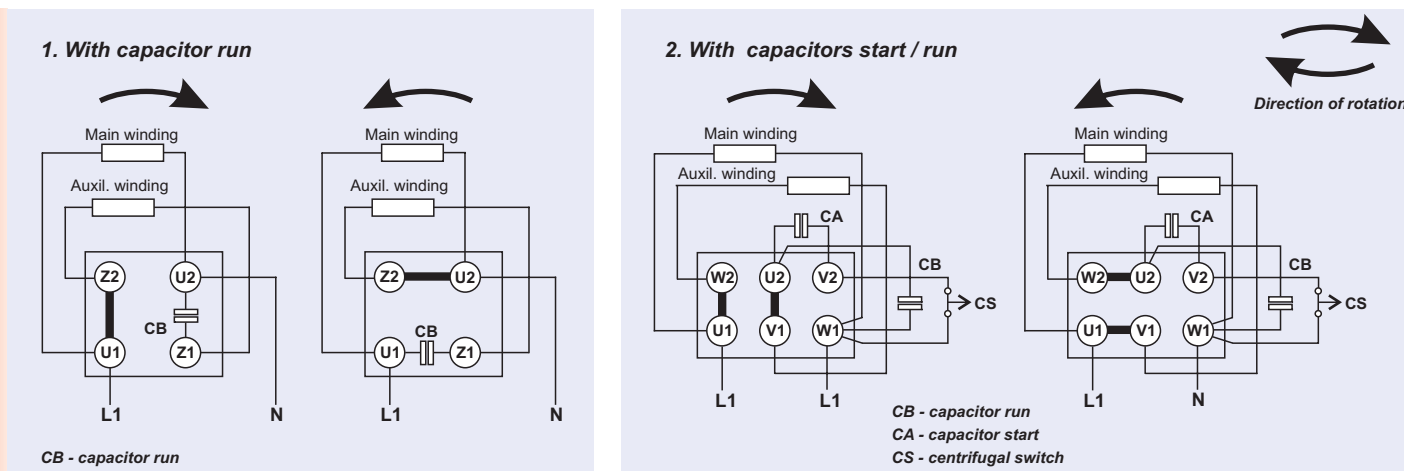 1. With capacitor run
Main winding
Auxil. winding
Z2
U2
CB
U1
Z1
L1
N
Main winding
Auxil. winding
Z2
U2
CB
U1
Z1
L1
N
CB - capacitor run
2. With capacitors start / run
Direction of rotation
Main winding
Auxil. winding
CA
W2
U2
V2
CB
CS
U1
V1
W1
L1
L1
Main winding
Auxil. winding
CA
W2
U2
V2
CB
CS
U1
V1
W1
L1
N
CB - capacitor run
CA - capacitor start
CS - centrifugal switch